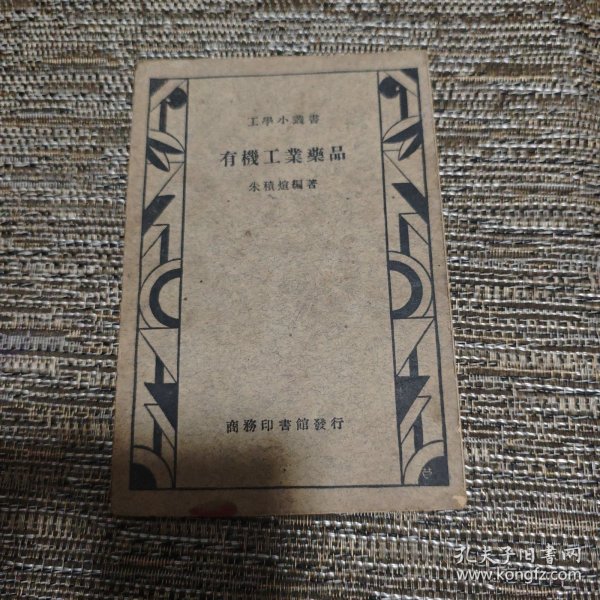 工學小叢書
有機工業藥品
朱積煊編著
商務印書館發行
孔夫子旧书网
www.kongfz.com